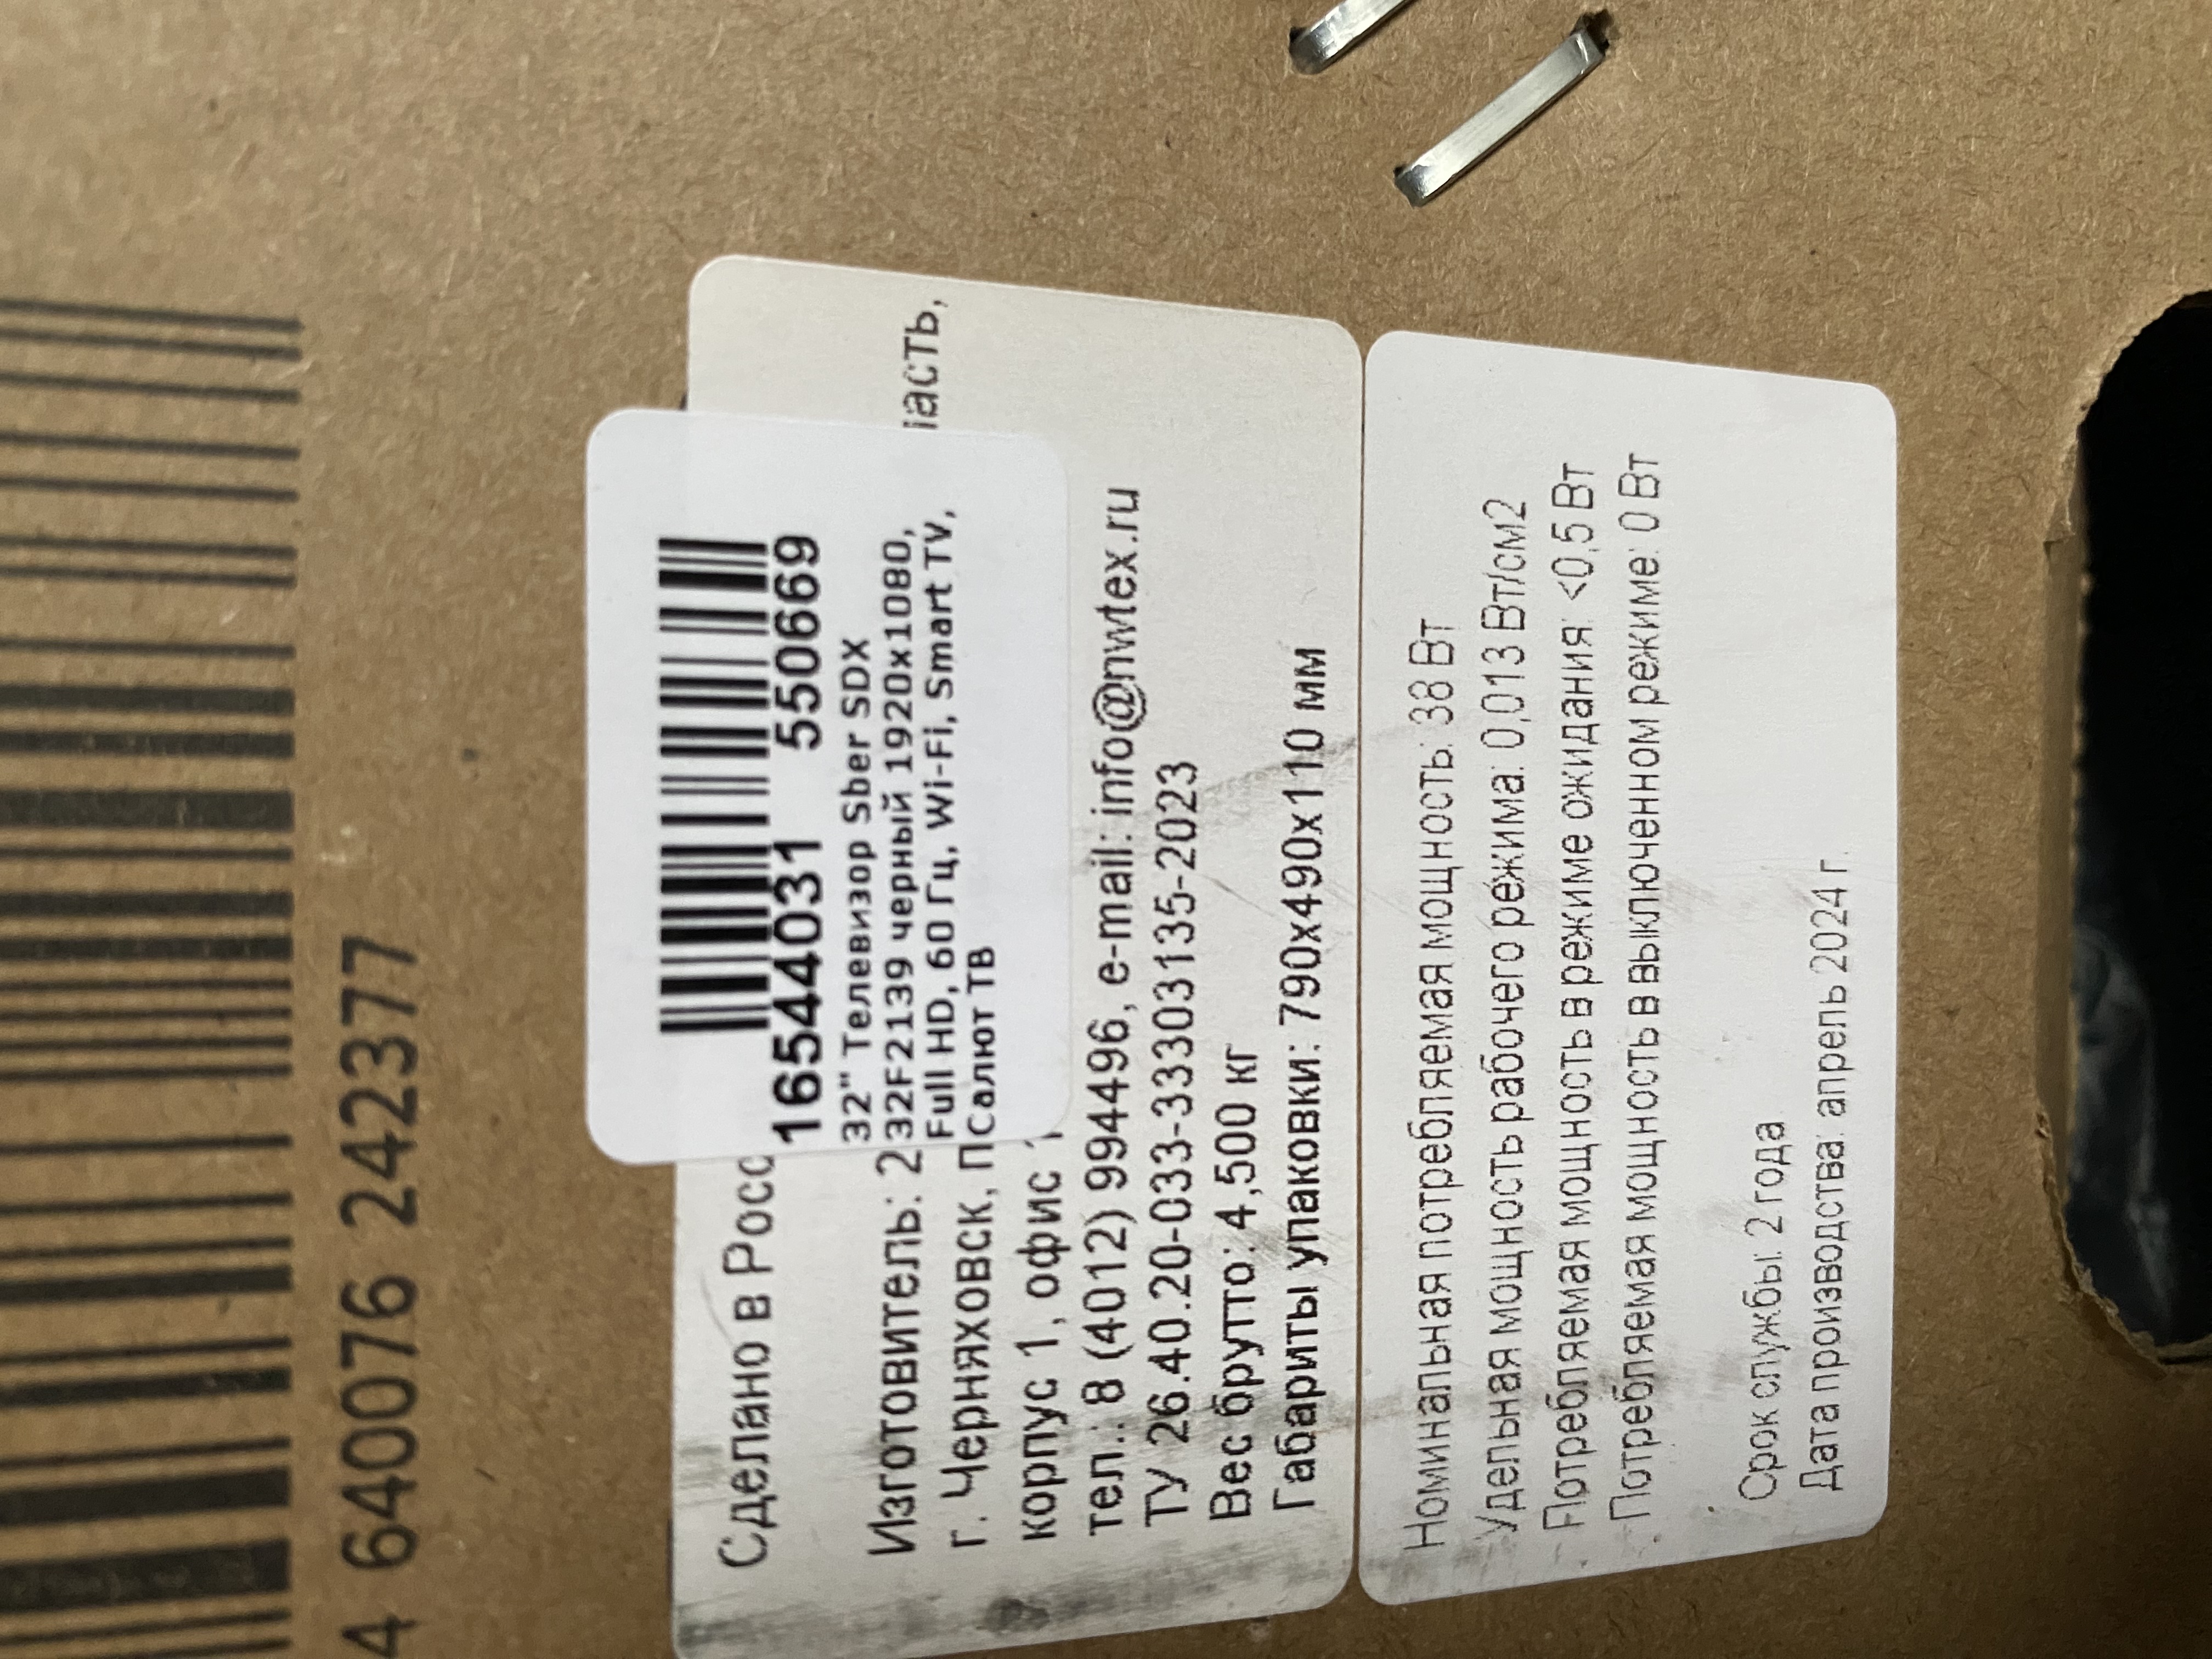 4 640076 242377
16544031 550669
32" Телевизор Sber SDX
32F2139 черный 1920x1080,
Full HD, 60 Гц, Wi-Fi, Smart TV,
Салют ТВ
Сделано в
Изготовитель:
г. Черняховск,
корпус 1, офис
тел.: 8 (4012) 994496, e-mail: info@nwtex.ru
ТУ 26.40.20-033-33303135-2023
Вес брутто: 4,500 кг
Габариты упаковки: 790x490x110 мм
Номинальная потребляемая мощность: 38 Вт
Удельная мощность рабочего режима: 0,013 Вт/см2
Потребляемая мощность в режиме ожидания: <0,5 Вт
Потребляемая мощность в выключенном режиме: 0 Вт
Срок службы: 2 года
Дата производства: апрель 2024 г.